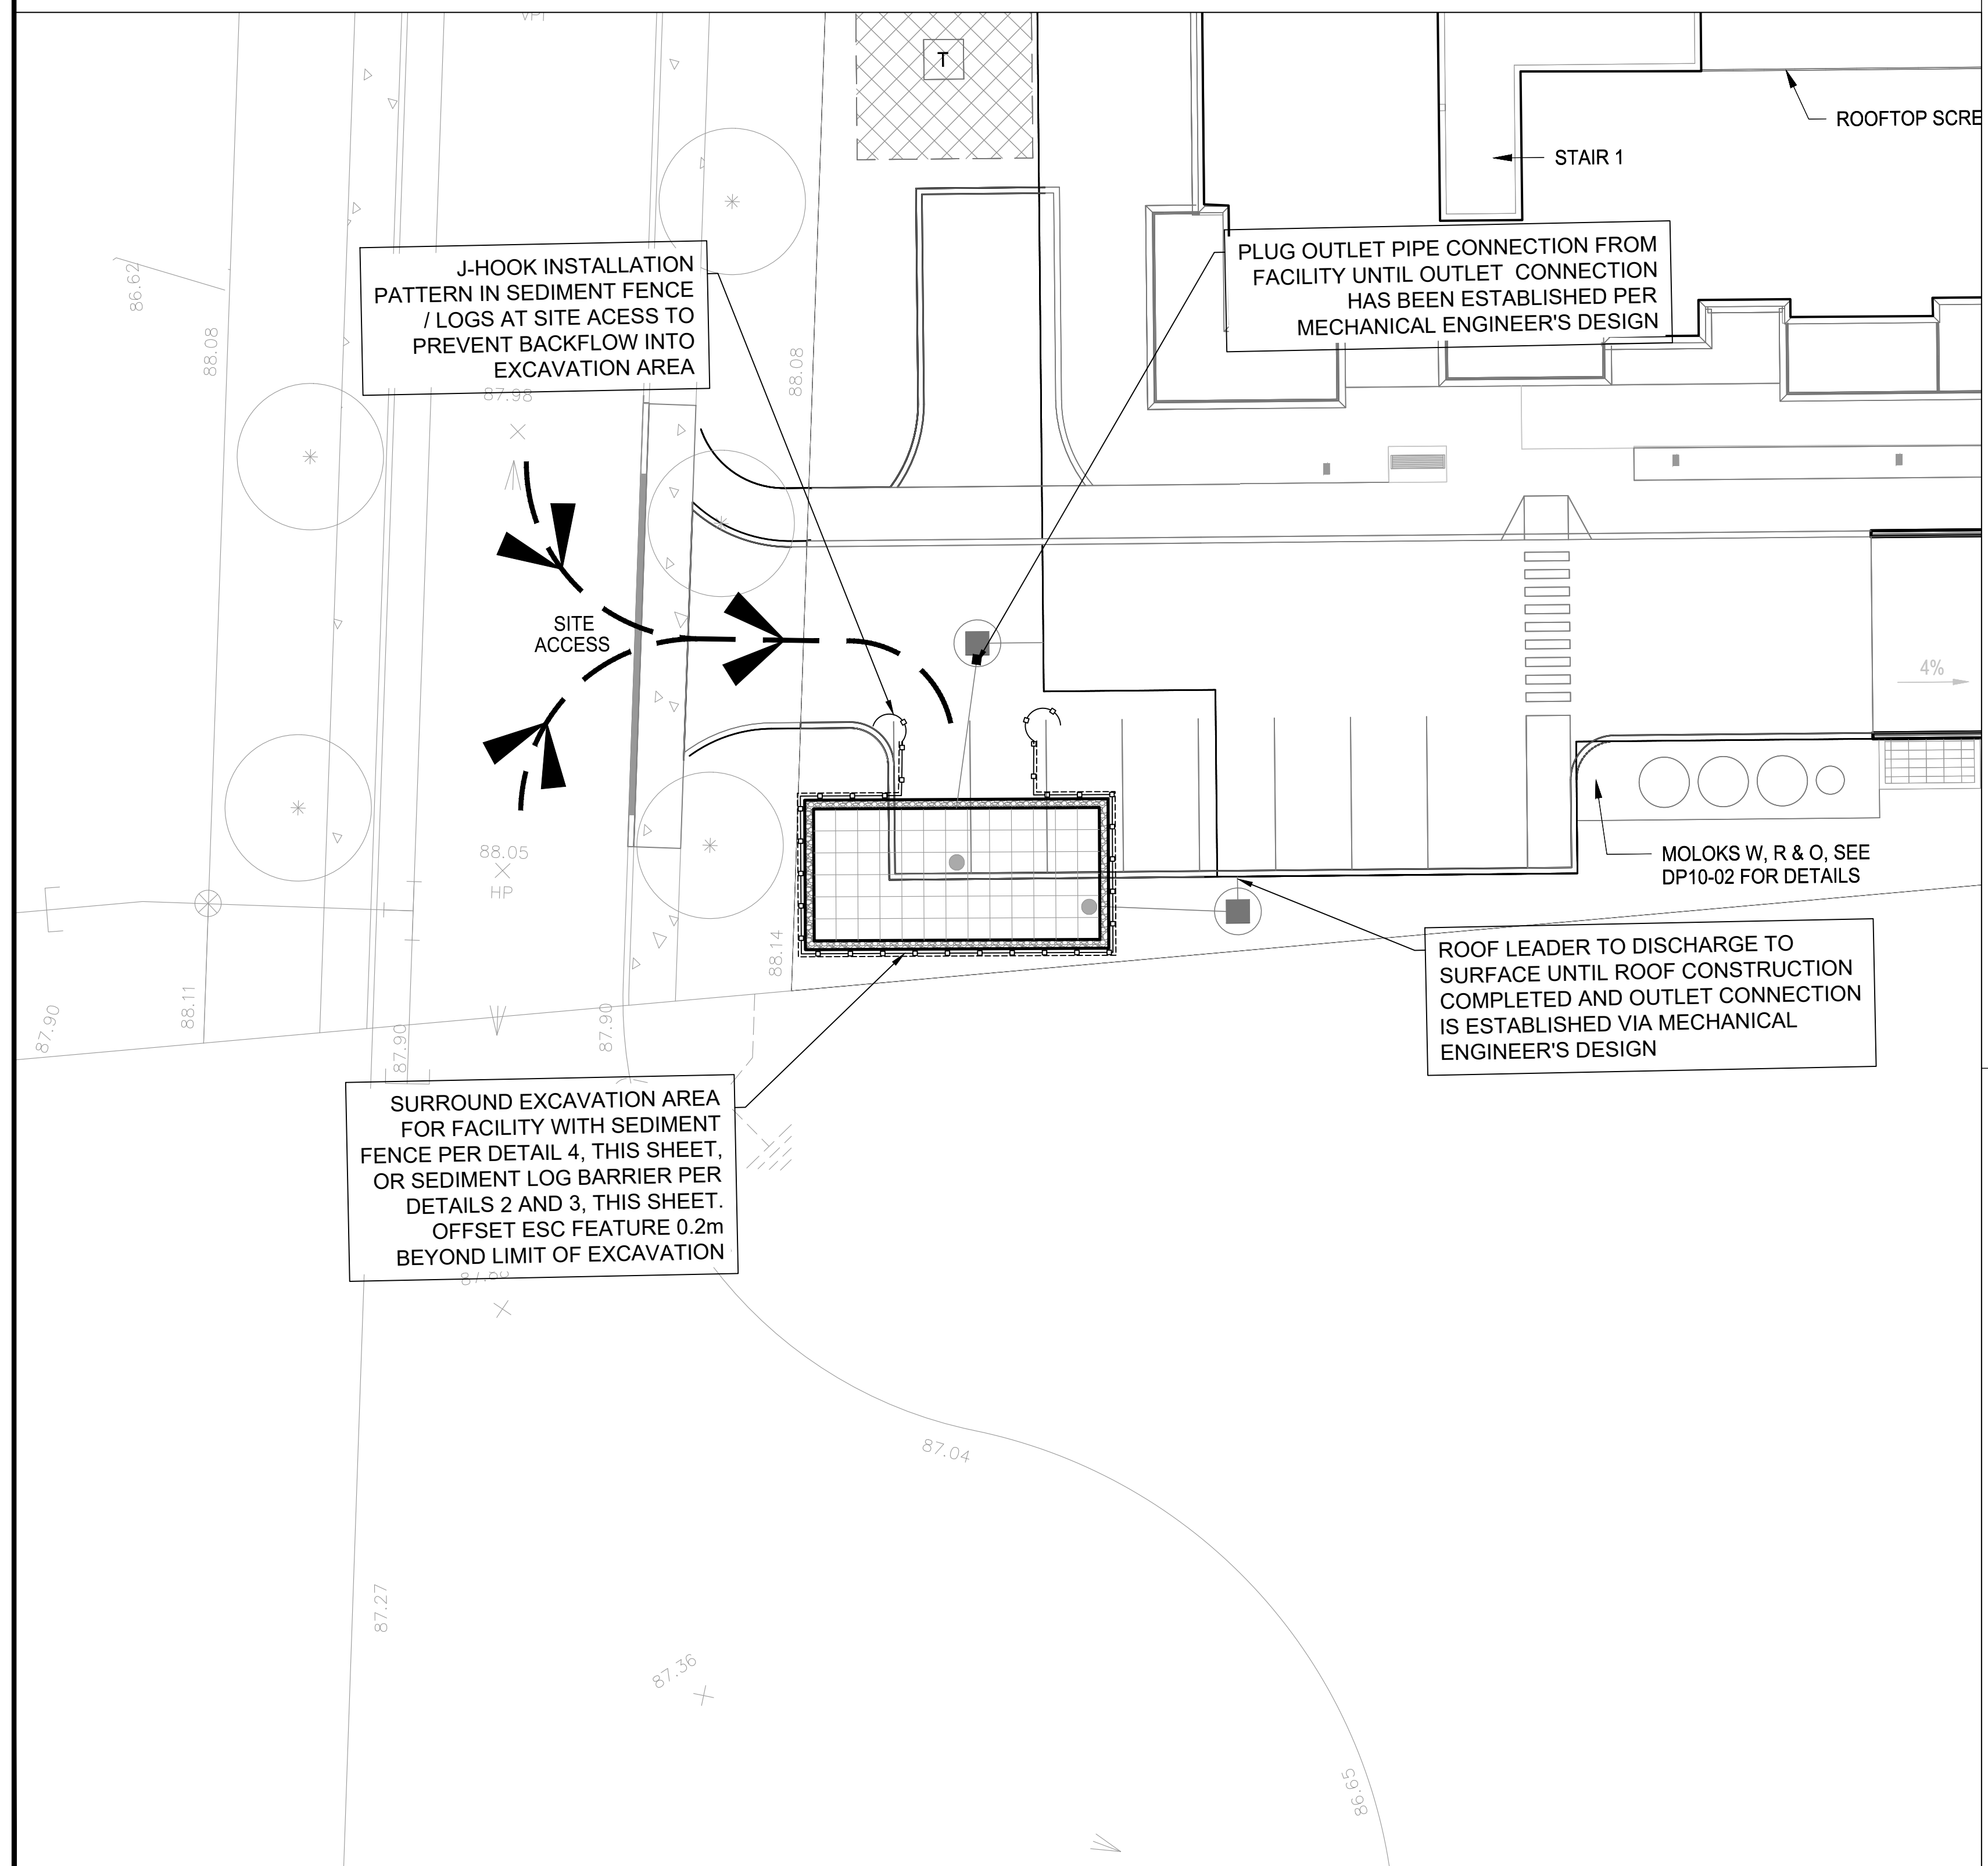 T
ROOFTOP SCRE
STAIR 1
J-HOOK INSTALLATION
PATTERN IN SEDIMENT FENCE
/ LOGS AT SITE ACESS TO
PREVENT BACKFLOW INTO
EXCAVATION AREA
PLUG OUTLET PIPE CONNECTION FROM
FACILITY UNTIL OUTLET CONNECTION
HAS BEEN ESTABLISHED PER
MECHANICAL ENGINEER'S DESIGN
86.62
88.08
88.08
87.98
SITE
ACCESS
4%
88.05
HP
MOLOKS W, R & O, SEE
DP10-02 FOR DETAILS
88.14
88.11
87.90
87.90
87.90
ROOF LEADER TO DISCHARGE TO
SURFACE UNTIL ROOF CONSTRUCTION
COMPLETED AND OUTLET CONNECTION
IS ESTABLISHED VIA MECHANICAL
ENGINEER'S DESIGN
SURROUND EXCAVATION AREA
FOR FACILITY WITH SEDIMENT
FENCE PER DETAIL 4, THIS SHEET,
OR SEDIMENT LOG BARRIER PER
DETAILS 2 AND 3, THIS SHEET.
OFFSET ESC FEATURE 0.2m
BEYOND LIMIT OF EXCAVATION
87.04
87.27
87.36
86.65